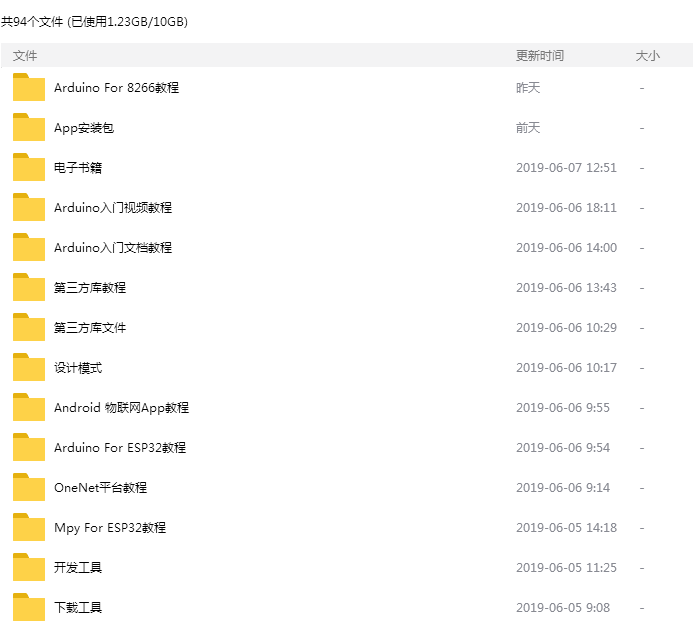 共94个文件 (已使用1.23GB/10GB)
文件 更新时间 大小
Arduino For 8266教程 昨天 -
App安装包 前天 -
电子书籍 2019-06-07 12:51 -
Arduino入门视频教程 2019-06-06 18:11 -
Arduino入门文档教程 2019-06-06 14:00 -
第三方库教程 2019-06-06 13:43 -
第三方库文件 2019-06-06 10:29 -
设计模式 2019-06-06 10:17 -
Android 物联网App教程 2019-06-06 9:55 -
Arduino For ESP32教程 2019-06-06 9:54 -
OneNet平台教程 2019-06-06 9:14 -
Mpy For ESP32教程 2019-06-05 14:18 -
开发工具 2019-06-05 11:25 -
下载工具 2019-06-05 9:08 -